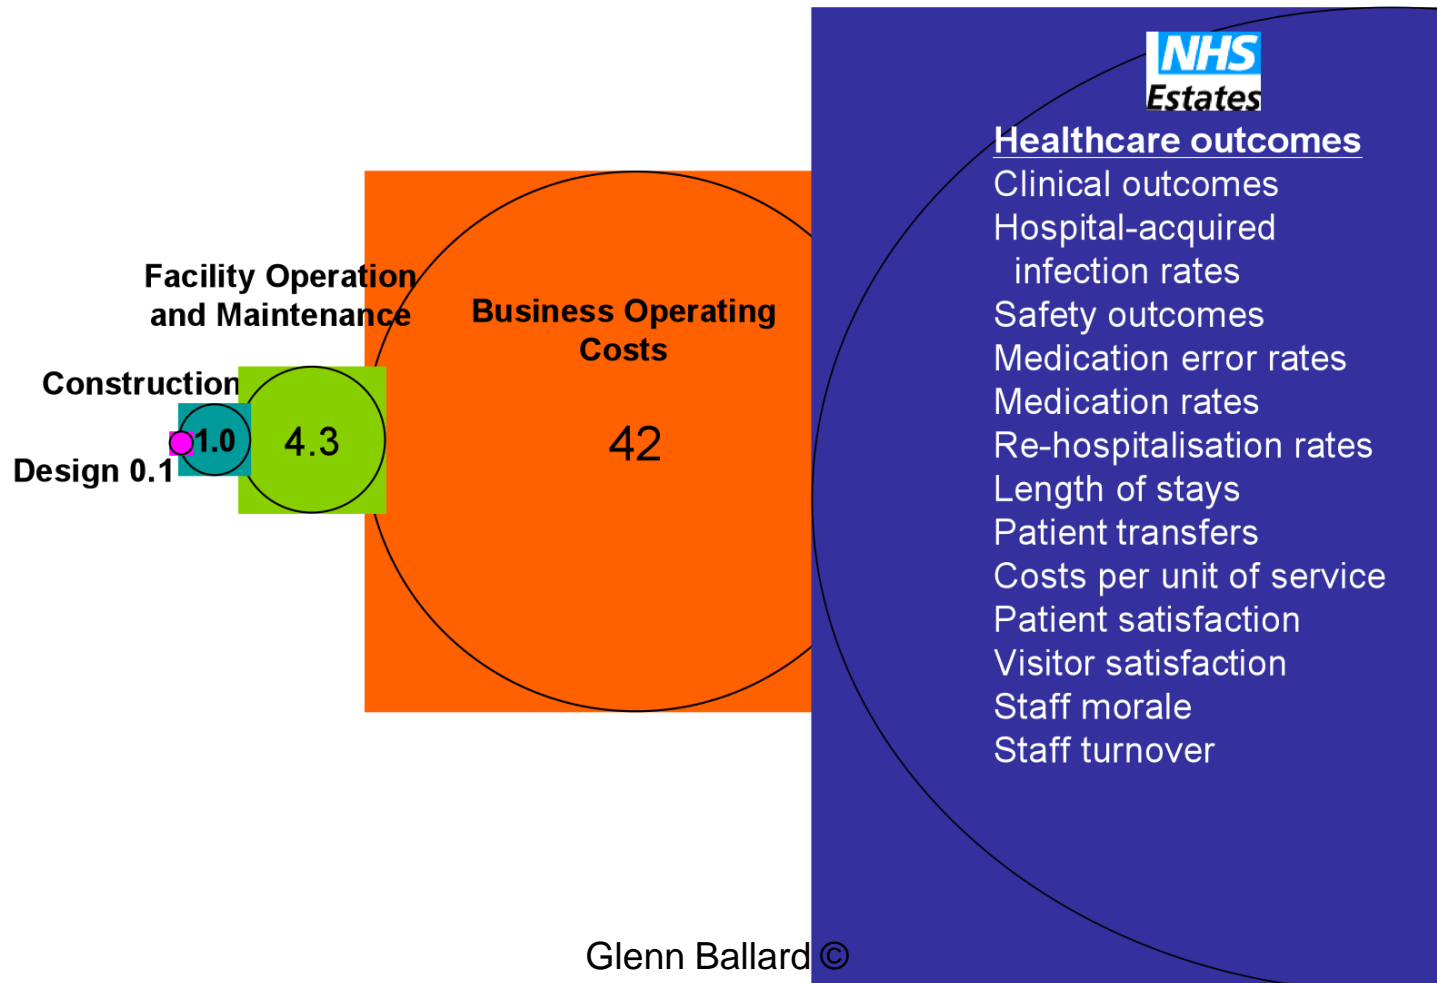 NHS
Estates
Healthcare outcomes
Clinical outcomes
Hospital-acquired
infection rates
Safety outcomes
Medication error rates
Medication rates
Re-hospitalisation rates
Length of stays
Patient transfers
Costs per unit of service
Patient satisfaction
Visitor satisfaction
Staff morale
Staff turnover
Facility Operation
and Maintenance
Business Operating
Costs
Construction
1.0
4.3
42
Design 0.1
Glenn Ballard ©